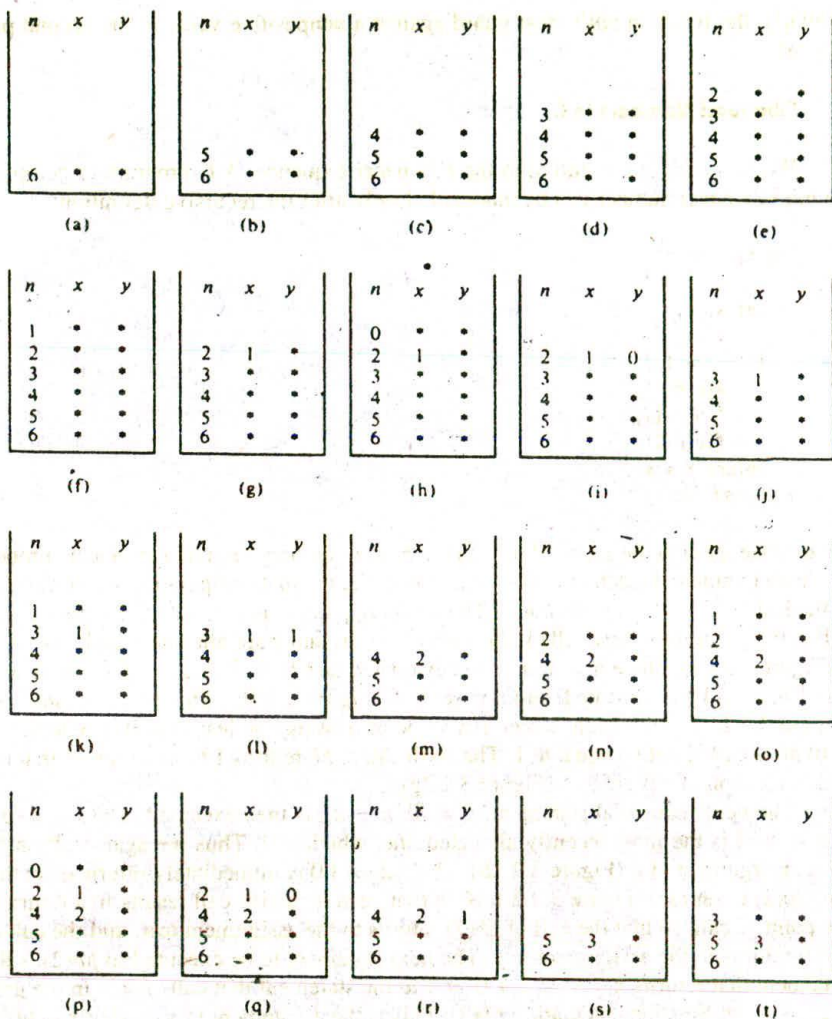 n x y
6 * *
(a)
n x y
5 * *
6 * *
(b)
n x y
4 * *
5 * *
6 * *
(c)
n x y
3 * *
4 * *
5 * *
6 * *
(d)
n x y
2 * *
3 * *
4 * *
5 * *
6 * *
(e)
n x y
1 * *
2 * *
3 * *
4 * *
5 * *
6 * *
(f)
n x y
2 1 *
3 * *
4 * *
5 * *
6 * *
(g)
n x y
0 * *
2 1 *
3 * *
4 * *
5 * *
6 * *
(h)
n x y
2 1 0
3 * *
4 * *
5 * *
6 * *
(i)
n x y
3 1 *
4 * *
5 * *
6 * *
(j)
n x y
1 * *
3 1 *
4 * *
5 * *
6 * *
(k)
n x y
3 1 1
4 * *
5 * *
6 * *
(l)
n x y
4 2 *
5 * *
6 * *
(m)
n x y
2 * *
4 2 *
5 * *
6 * *
(n)
n x y
1 * *
2 * *
4 2 *
5 * *
6 * *
(o)
n x y
0 * *
2 1 *
4 2 *
5 * *
6 * *
(p)
n x y
2 1 0
4 2 *
5 * *
6 * *
(q)
n x y
4 2 1
5 * *
6 * *
(r)
n x y
5 3 *
6 * *
(s)
n x y
3 * *
5 3 *
6 * *
(t)